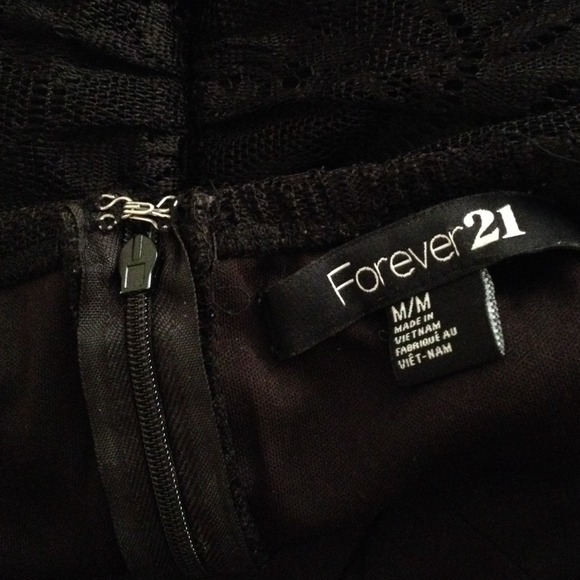 Forever21
M/M
MADE IN
VIETNAM
FABRIQUÉ AU
VIÊT-NAM